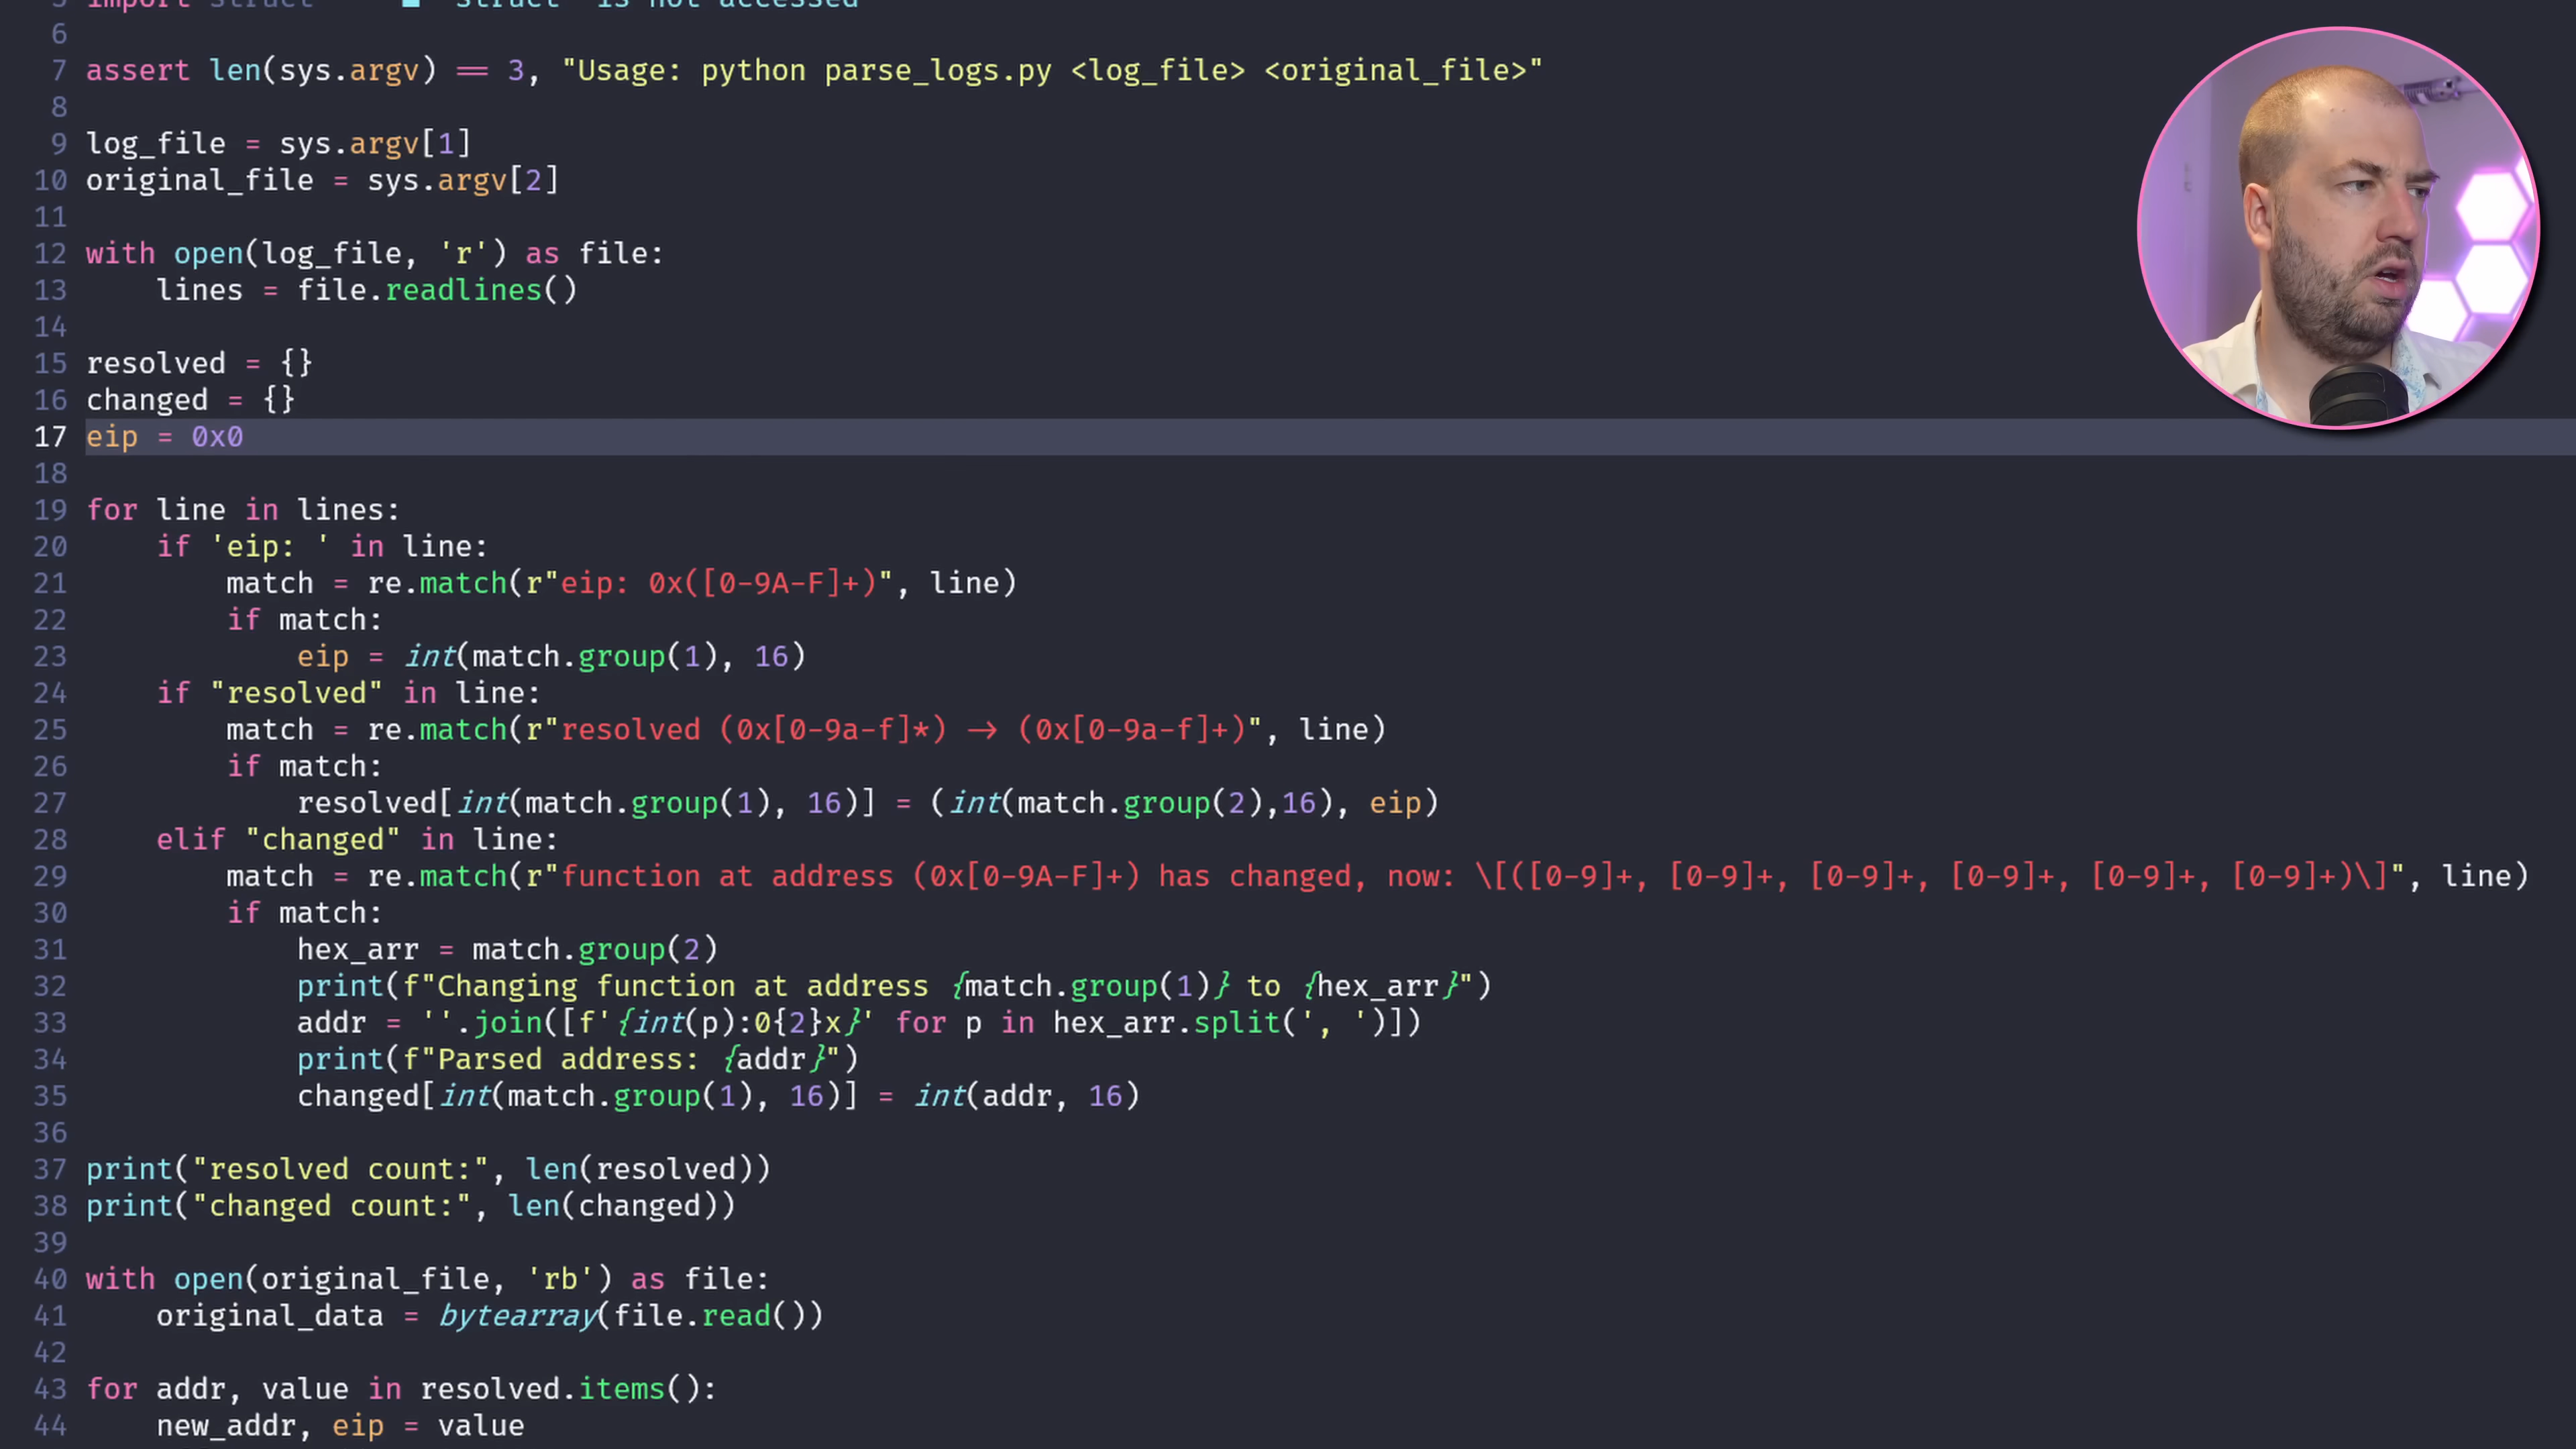 5 import struct ■ "struct" is not accessed
6
7 assert len(sys.argv) == 3, "Usage: python parse_logs.py <log_file> <original_file>"
8
9 log_file = sys.argv[1]
10 original_file = sys.argv[2]
11
12 with open(log_file, 'r') as file:
13     lines = file.readlines()
14
15 resolved = {}
16 changed = {}
17 eip = 0x0
18
19 for line in lines:
20     if 'eip: ' in line:
21         match = re.match(r"eip: 0x([0-9A-F]+)", line)
22         if match:
23             eip = int(match.group(1), 16)
24     if "resolved" in line:
25         match = re.match(r"resolved (0x[0-9a-f]*) -> (0x[0-9a-f]+)", line)
26         if match:
27             resolved[int(match.group(1), 16)] = (int(match.group(2),16), eip)
28     elif "changed" in line:
29         match = re.match(r"function at address (0x[0-9A-F]+) has changed, now: \[([0-9]+, [0-9]+, [0-9]+, [0-9]+, [0-9]+, [0-9]+)\]", line)
30         if match:
31             hex_arr = match.group(2)
32             print(f"Changing function at address {match.group(1)} to {hex_arr}")
33             addr = ''.join([f'{int(p):0{2}x}' for p in hex_arr.split(', ')])
34             print(f"Parsed address: {addr}")
35             changed[int(match.group(1), 16)] = int(addr, 16)
36
37 print("resolved count:", len(resolved))
38 print("changed count:", len(changed))
39
40 with open(original_file, 'rb') as file:
41     original_data = bytearray(file.read())
42
43 for addr, value in resolved.items():
44     new_addr, eip = value